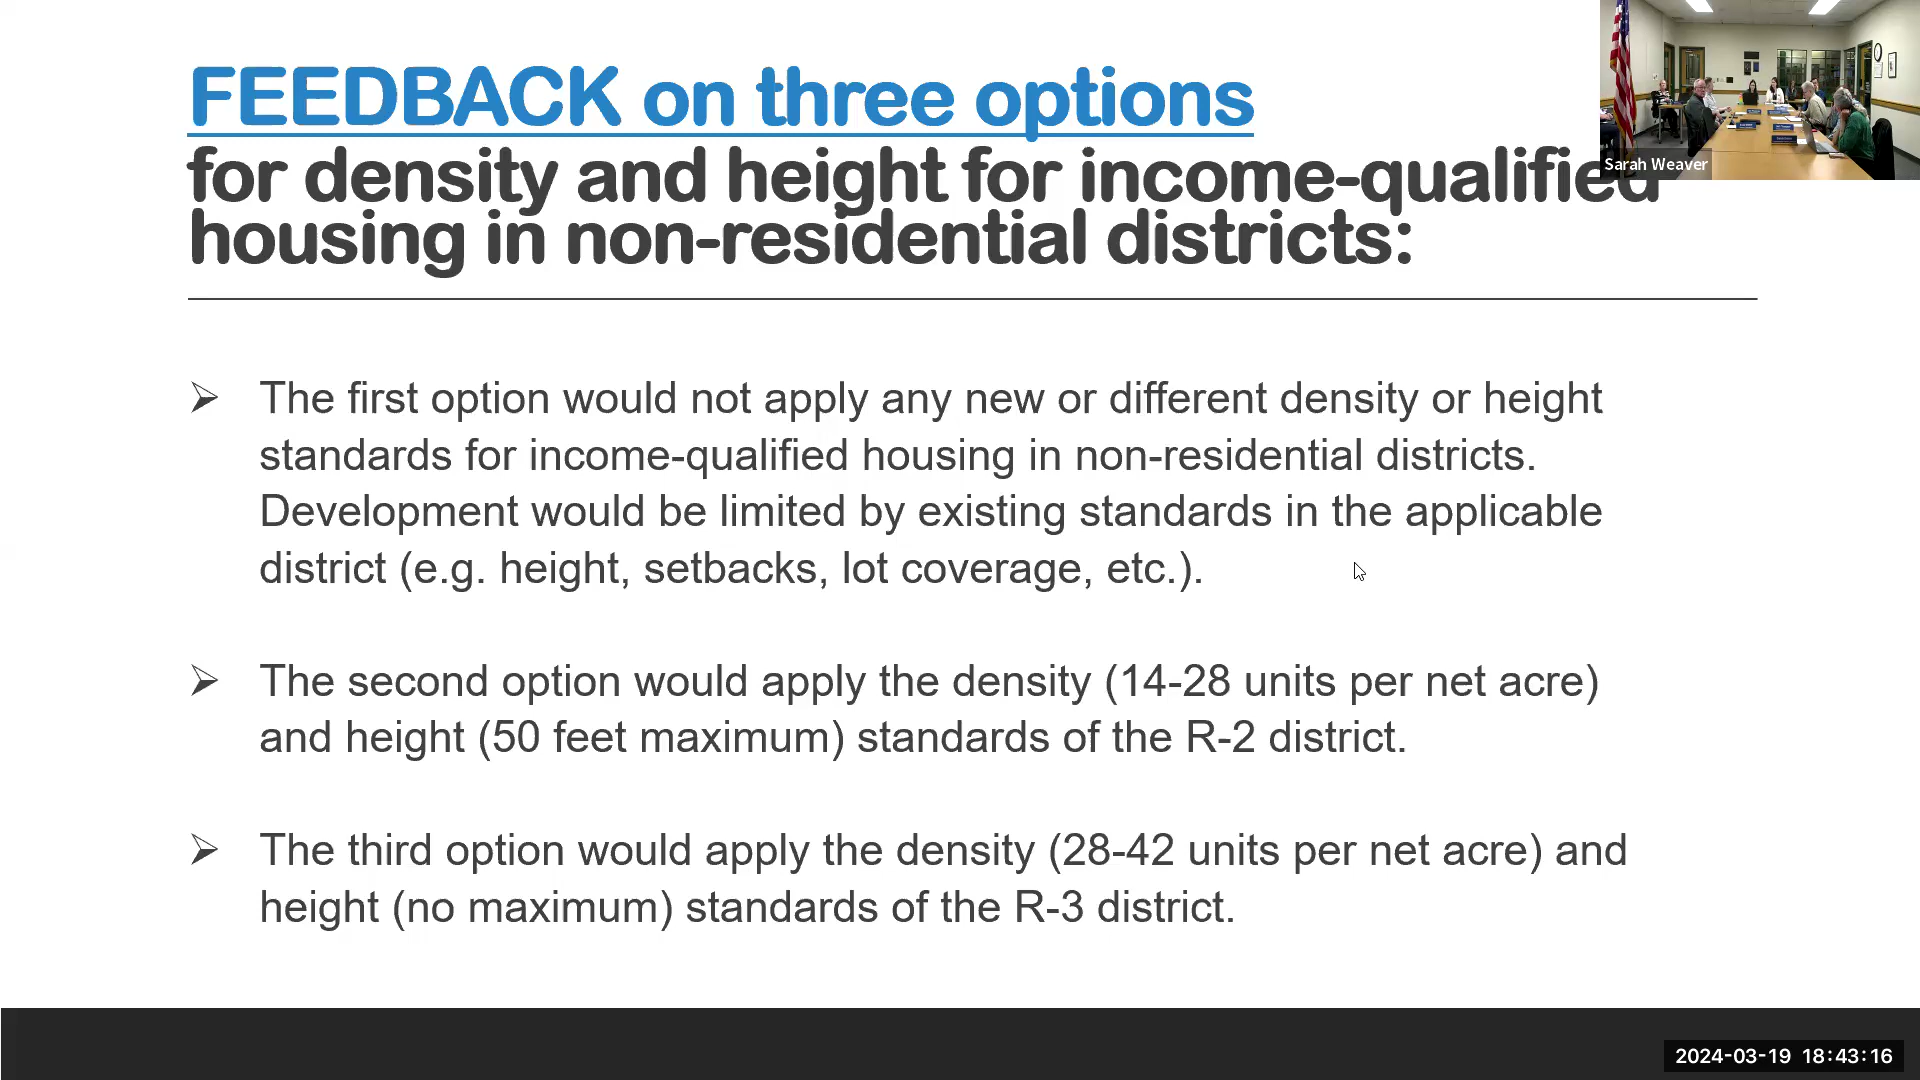 FEEDBACK on three options
for density and height for income-qualified
housing in non-residential districts:
Sarah Weaver
➢ The first option would not apply any new or different density or height
standards for income-qualified housing in non-residential districts.
Development would be limited by existing standards in the applicable
district (e.g. height, setbacks, lot coverage, etc.).
➢ The second option would apply the density (14-28 units per net acre)
and height (50 feet maximum) standards of the R-2 district.
➢ The third option would apply the density (28-42 units per net acre) and
height (no maximum) standards of the R-3 district.
2024-03-19 18:43:16